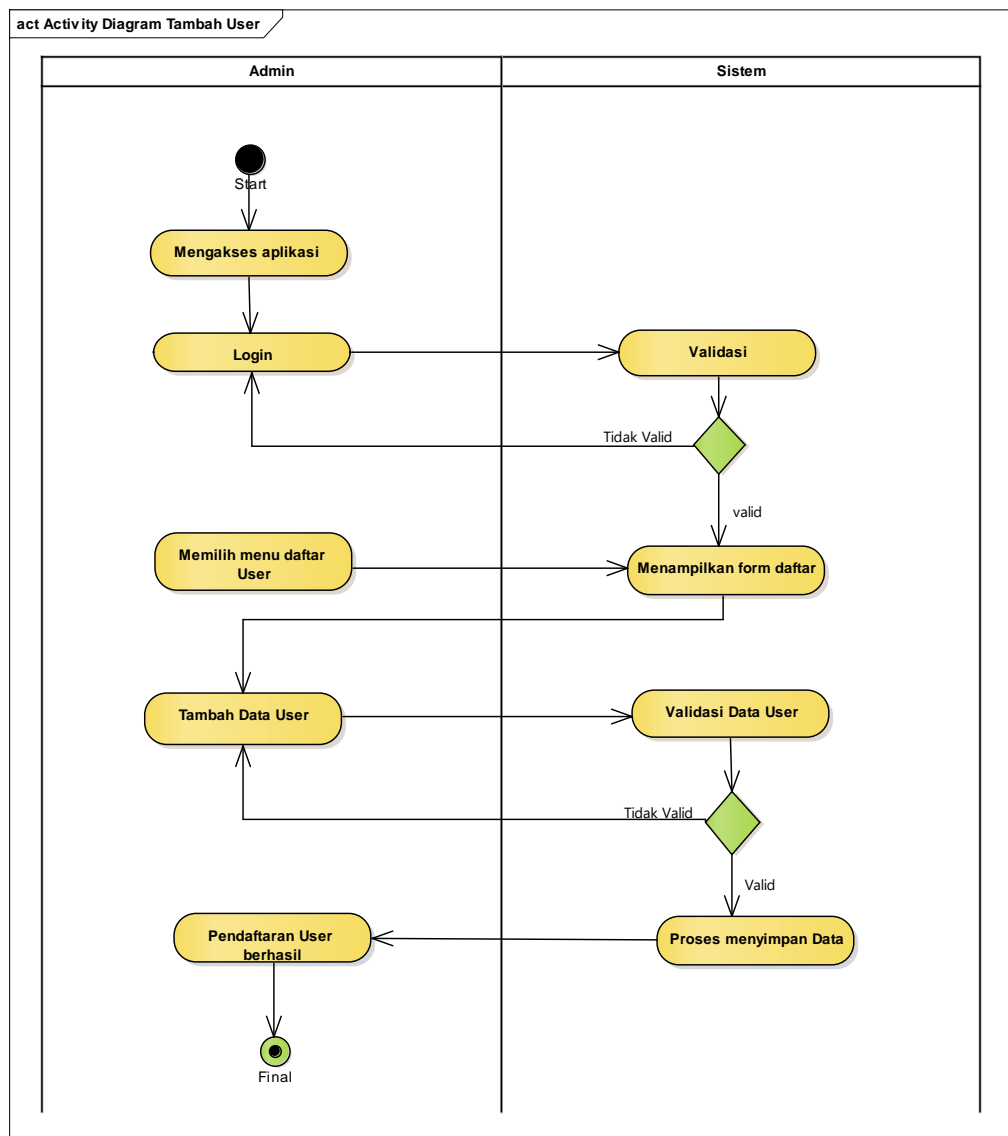 act Activity Diagram Tambah User
Admin
Sistem
Start
Mengakses aplikasi
Login
Validasi
Tidak Valid
valid
Memilih menu daftar
User
Menampilkan form daftar
Tambah Data User
Validasi Data User
Tidak Valid
Valid
Pendaftaran User
berhasil
Proses menyimpan Data
Final